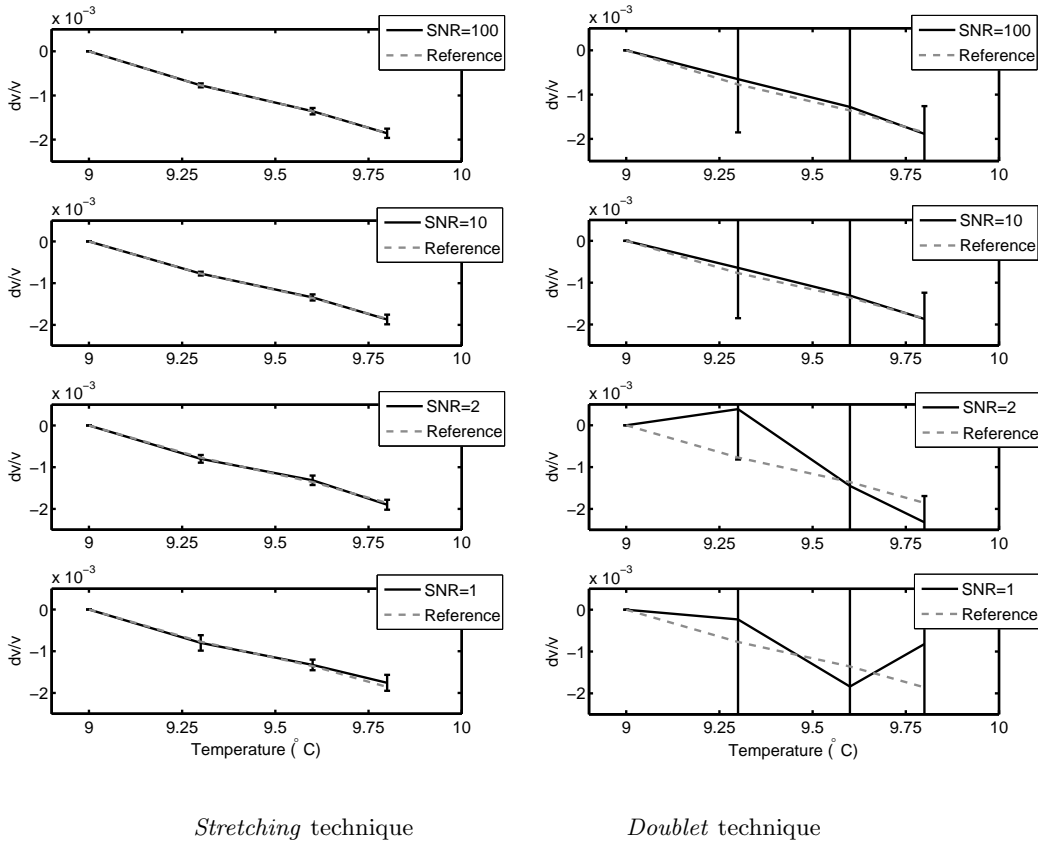 x 10⁻³
SNR=100
Reference
0
−1
−2
dv/v
9 9.25 9.5 9.75 10
x 10⁻³
SNR=100
Reference
0
−1
−2
dv/v
9 9.25 9.5 9.75 10
x 10⁻³
SNR=10
Reference
0
−1
−2
dv/v
9 9.25 9.5 9.75 10
x 10⁻³
SNR=10
Reference
0
−1
−2
dv/v
9 9.25 9.5 9.75 10
x 10⁻³
SNR=2
Reference
0
−1
−2
dv/v
9 9.25 9.5 9.75 10
x 10⁻³
SNR=2
Reference
0
−1
−2
dv/v
9 9.25 9.5 9.75 10
x 10⁻³
SNR=1
Reference
0
−1
−2
dv/v
9 9.25 9.5 9.75 10
Temperature (° C)
x 10⁻³
SNR=1
Reference
0
−1
−2
dv/v
9 9.25 9.5 9.75 10
Temperature (° C)
Stretching technique
Doublet technique